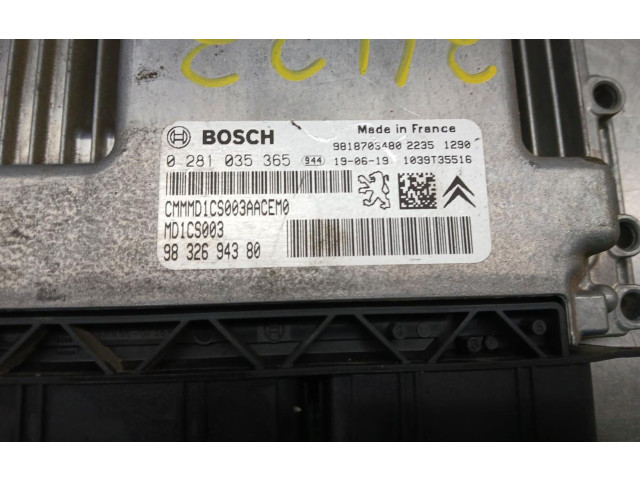 BOSCH
Made in France
9818703480 2235 1290
0 281 035 365 944 19-06-19 1039T35516
CMMMD1CS003AACEM0
MD1CS003
98 326 943 80